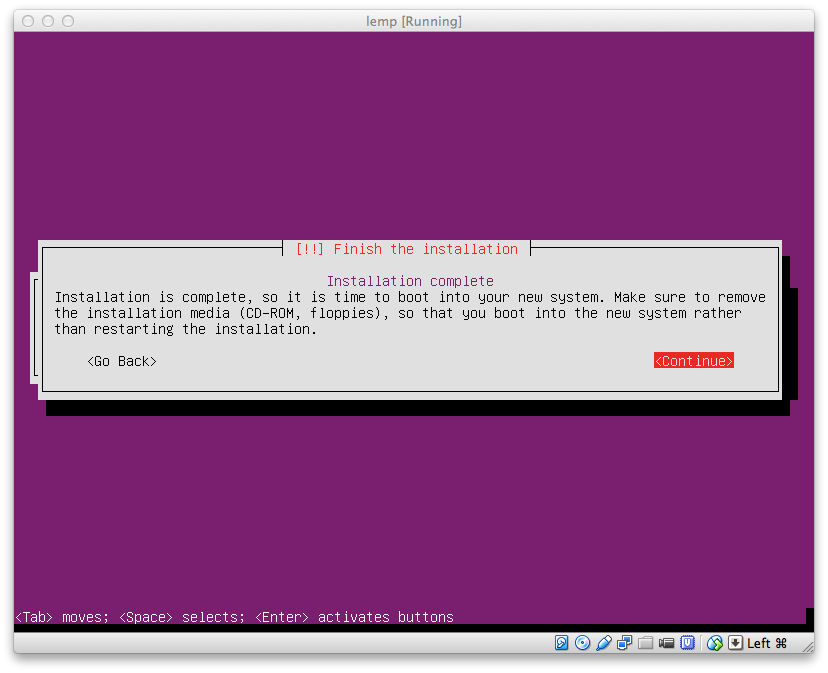 lemp [Running]
[!!] Finish the installation
Installation complete
Installation is complete, so it is time to boot into your new system. Make sure to remove
the installation media (CD-ROM, floppies), so that you boot into the new system rather
than restarting the installation.
<Go Back> <Continue>
<Tab> moves; <Space> selects; <Enter> activates buttons
Left ⌘